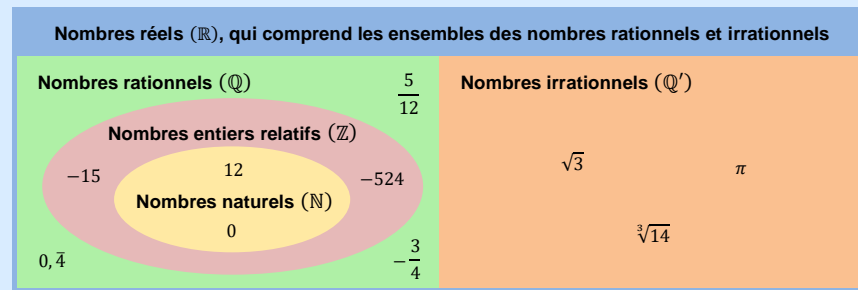 Nombres réels (ℝ), qui comprend les ensembles des nombres rationnels et irrationnels
Nombres rationnels (ℚ)
5/12
Nombres entiers relatifs (ℤ)
−15
12
−524
Nombres naturels (ℕ)
0
0,4̅
−3/4
Nombres irrationnels (ℚ′)
√3
π
∛14